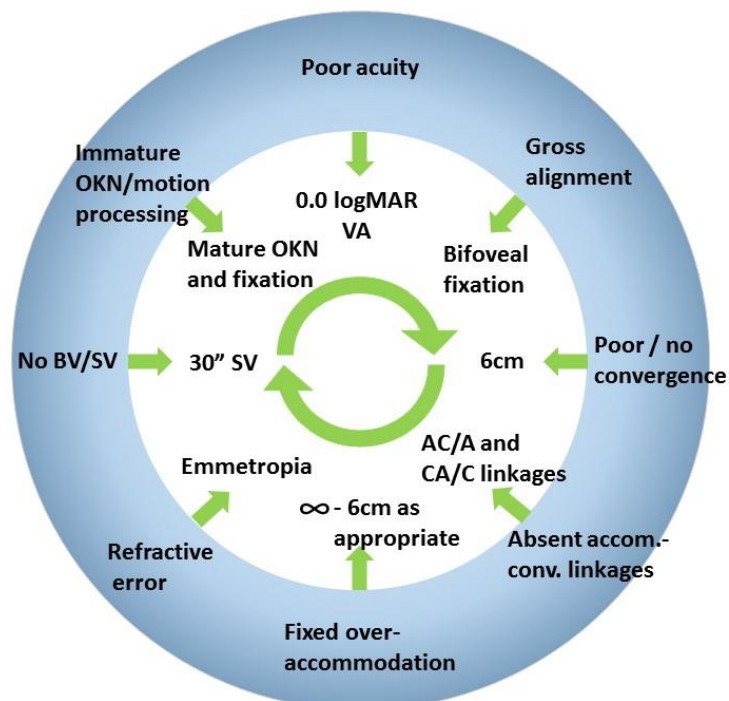 Poor acuity
Immature
OKN/motion
processing
Gross
alignment
0.0 logMAR
VA
Mature OKN
and fixation
Bifoveal
fixation
No BV/SV
30” SV
6cm
Poor / no
convergence
Emmetropia
AC/A and
CA/C linkages
∞ - 6cm as
appropriate
Refractive
error
Absent accom.-
conv. linkages
Fixed over-
accommodation